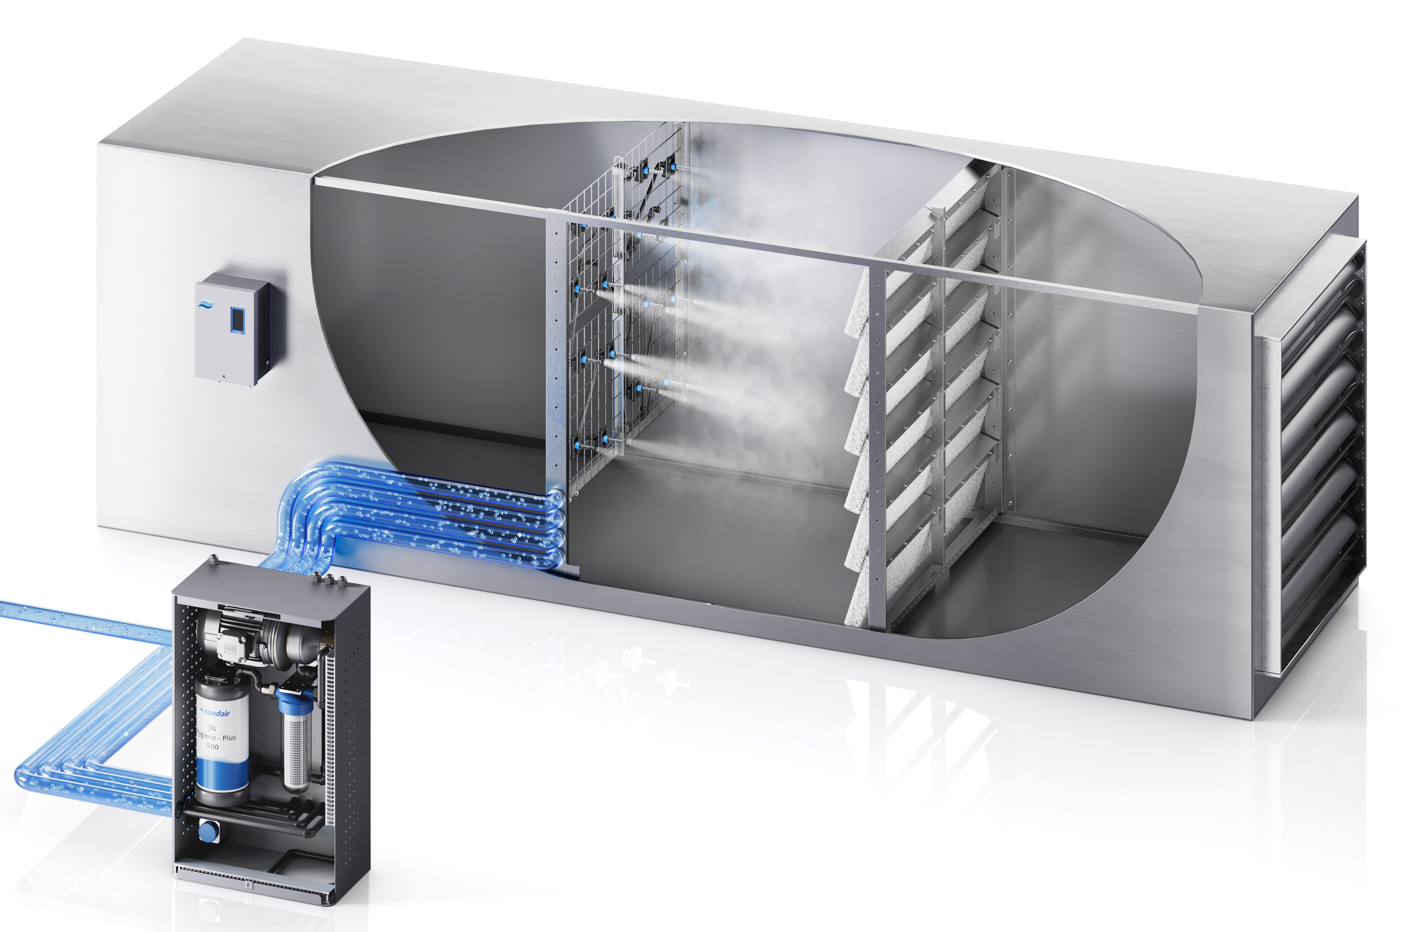 condair
DL
Hygiene - Plus
500